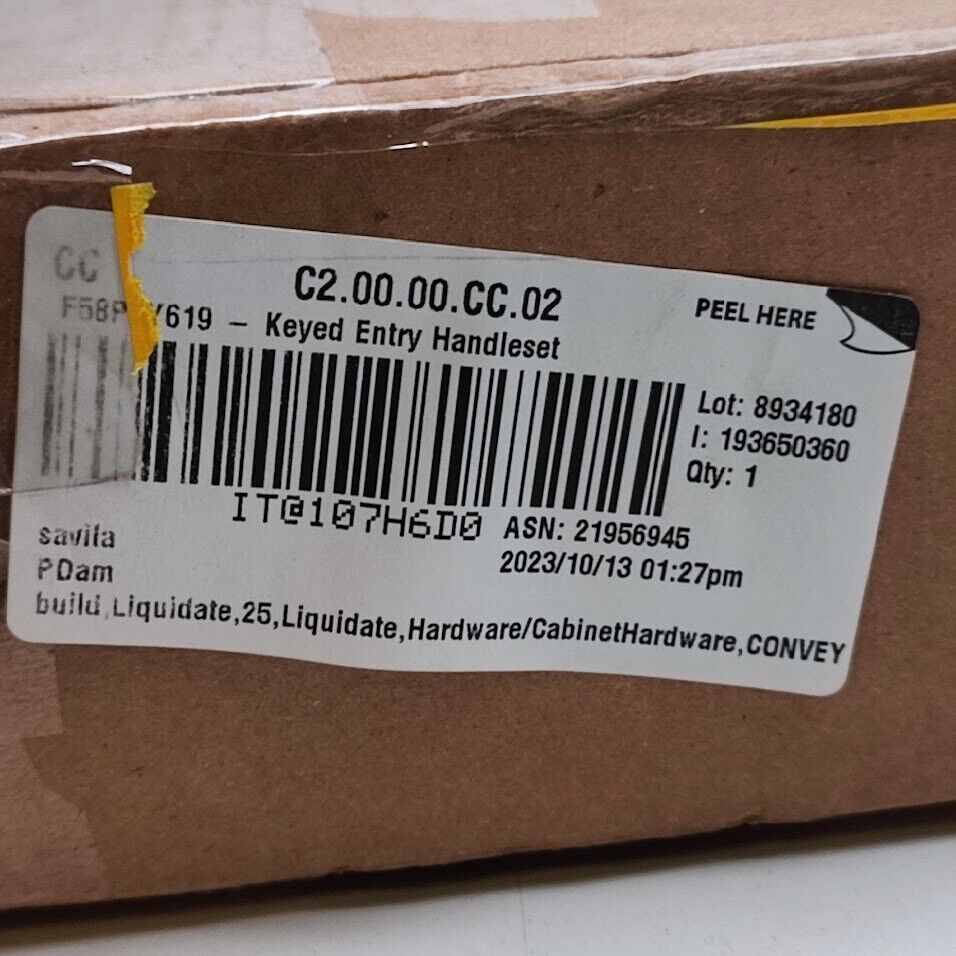 CC
C2.00.00.CC.02
PEEL HERE
– Keyed Entry Handleset
Lot: 8934180
I: 193650360
Qty: 1
IT@107H6D0
ASN: 21956945
2023/10/13 01:27pm
savila
PDam
build,Liquidate,25,Liquidate,Hardware/CabinetHardware,CONVEY